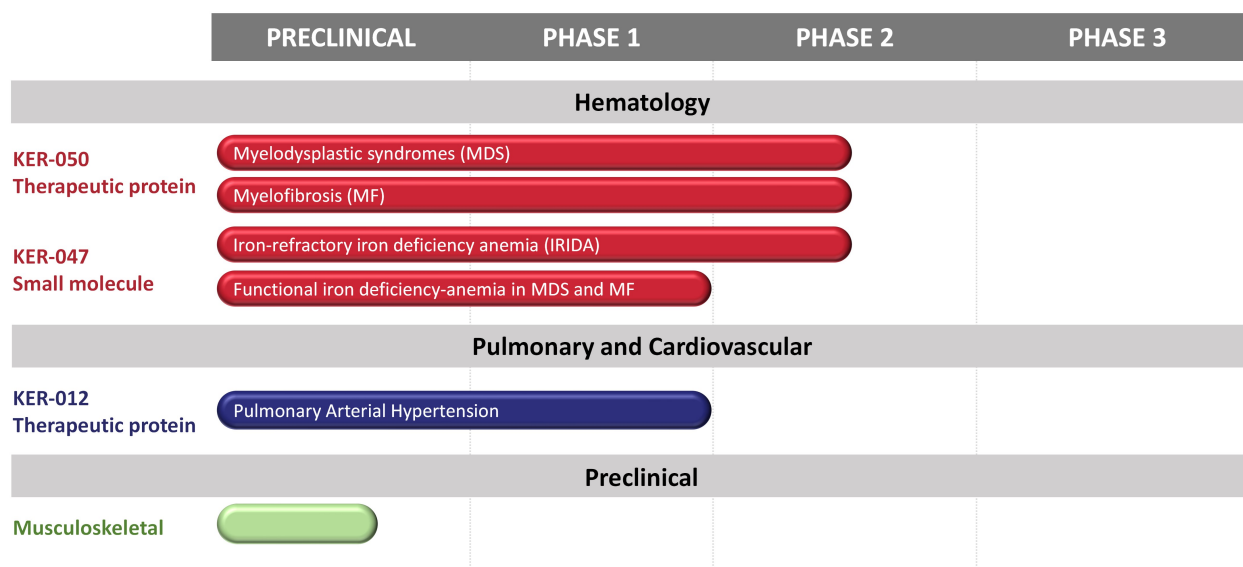 PRECLINICAL PHASE 1 PHASE 2 PHASE 3
Hematology
KER-050
Therapeutic protein
Myelodysplastic syndromes (MDS)
Myelofibrosis (MF)
KER-047
Small molecule
Iron-refractory iron deficiency anemia (IRIDA)
Functional iron deficiency-anemia in MDS and MF
Pulmonary and Cardiovascular
KER-012
Therapeutic protein
Pulmonary Arterial Hypertension
Preclinical
Musculoskeletal